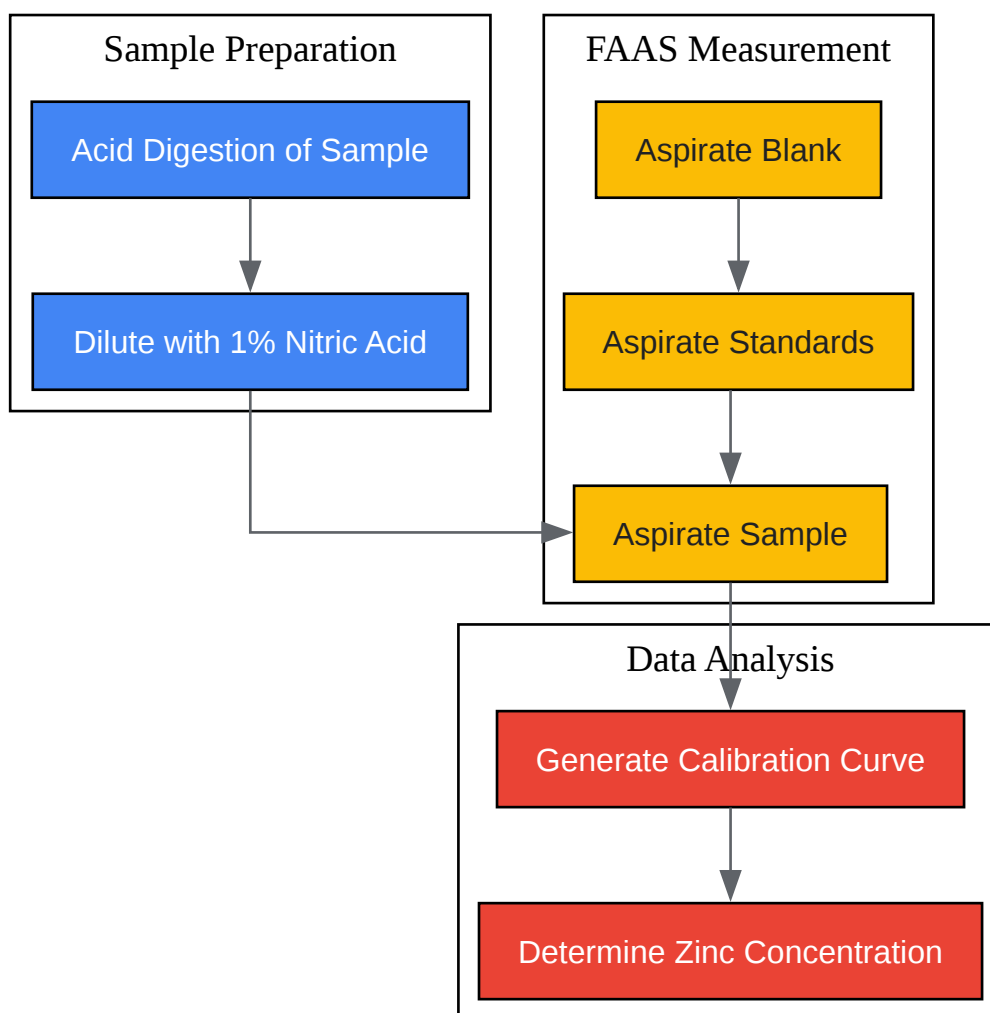 Sample Preparation
Acid Digestion of Sample
Dilute with 1% Nitric Acid
FAAS Measurement
Aspirate Blank
Aspirate Standards
Aspirate Sample
Data Analysis
Generate Calibration Curve
Determine Zinc Concentration